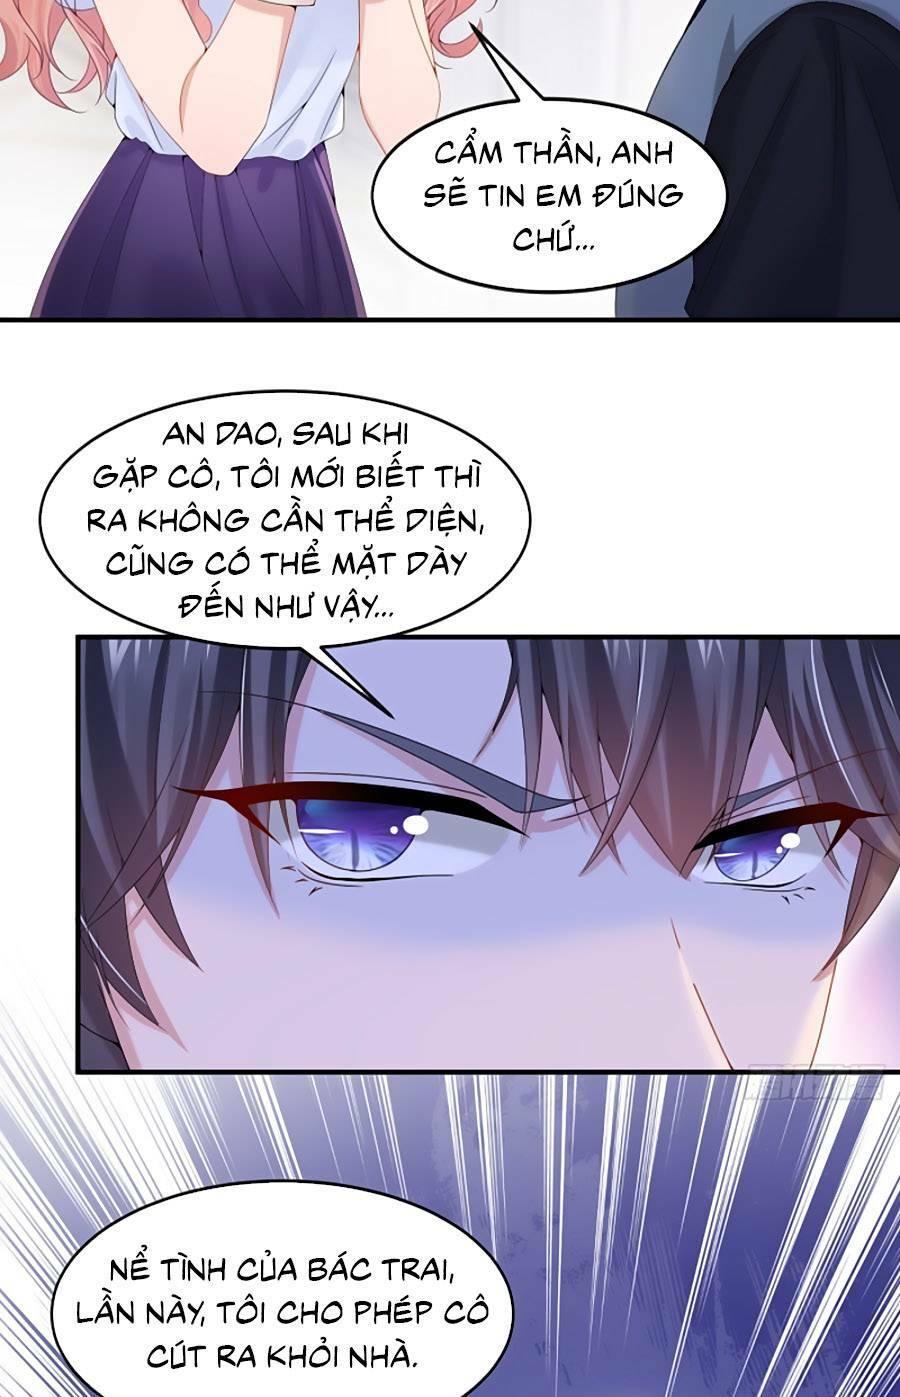 CẨM THẦN, ANH
SẼ TIN EM ĐÚNG
CHỨ...
AN DAO, SAU KHI
GẶP CÔ, TÔI MỚI BIẾT THÌ
RA KHÔNG CẦN THỂ DIỆN,
CŨNG CÓ THỂ MẶT DÀY
ĐẾN NHƯ VẬY...
NỂ TÌNH CỦA BÁC TRAI,
LẦN NÀY, TÔI CHO PHÉP CÔ
CÚT RA KHỎI NHÀ.